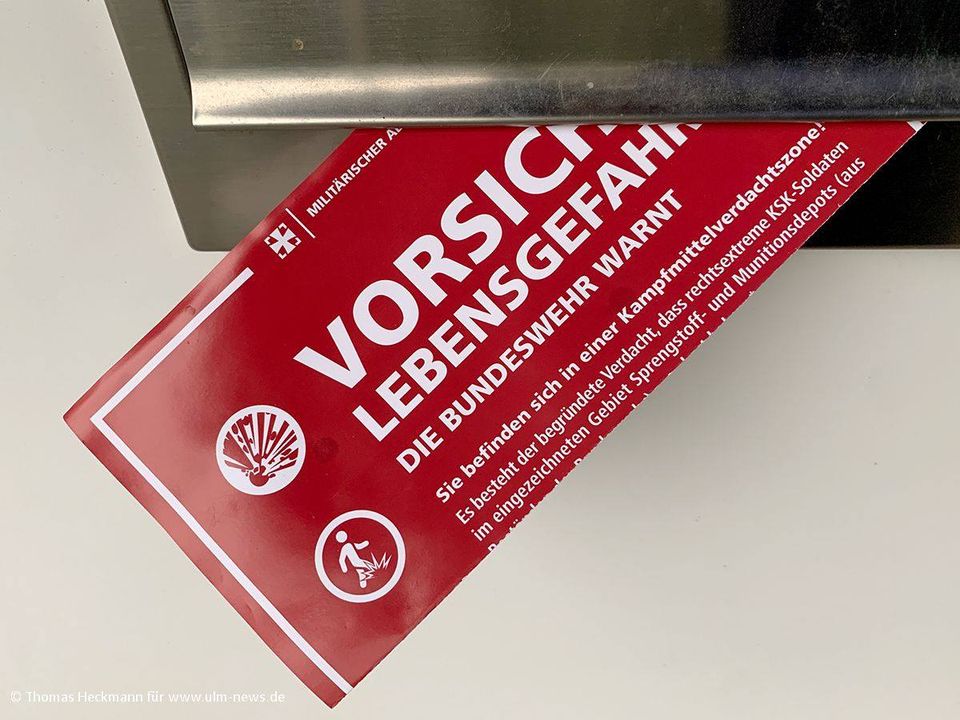 MILITÄRISCHER
VORSICH
LEBENSGEFAHR
DIE BUNDESWEHR WARNT
Sie befinden sich in einer Kampfmittelverdachtszone!
Es besteht der begründete Verdacht, dass rechtsextreme KSK-Soldaten
im eingezeichneten Gebiet Sprengstoff- und Munitionsdepots (aus
© Thomas Heckmann für www.ulm-news.de